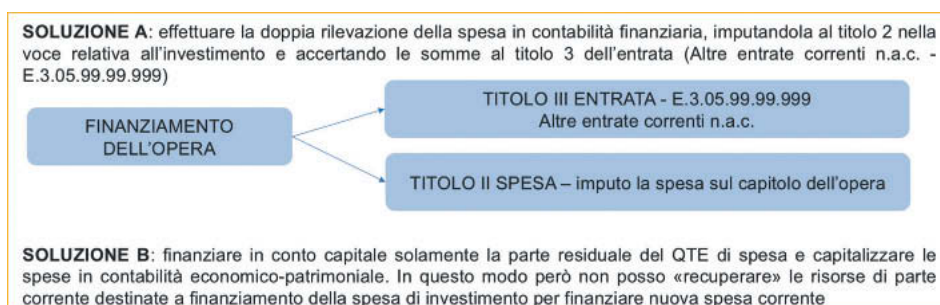 SOLUZIONE A: effettuare la doppia rilevazione della spesa in contabilità finanziaria, imputandola al titolo 2 nella
voce relativa all'investimento e accertando le somme al titolo 3 dell'entrata (Altre entrate correnti n.a.c. -
E.3.05.99.99.999)
TITOLO III ENTRATA - E.3.05.99.99.999
Altre entrate correnti n.a.c.
FINANZIAMENTO
DELL'OPERA
TITOLO II SPESA – imputo la spesa sul capitolo dell'opera
SOLUZIONE B: finanziare in conto capitale solamente la parte residuale del QTE di spesa e capitalizzare le
spese in contabilità economico-patrimoniale. In questo modo però non posso «recuperare» le risorse di parte
corrente destinate a finanziamento della spesa di investimento per finanziare nuova spesa corrente